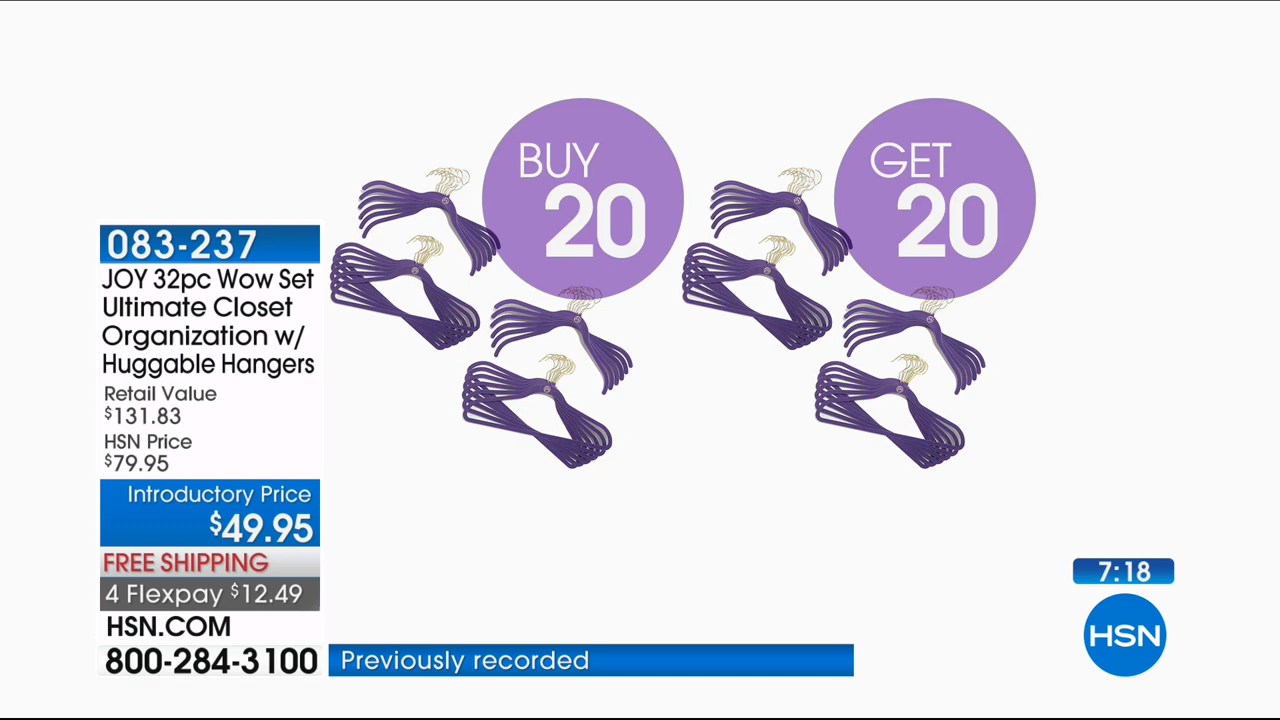 BUY
20
GET
20
083-237
JOY 32pc Wow Set
Ultimate Closet
Organization w/
Huggable Hangers
Retail Value
$131.83
HSN Price
$79.95
Introductory Price
$49.95
FREE SHIPPING
4 Flexpay $12.49
HSN.COM
800-284-3100
Previously recorded
7:18
HSN